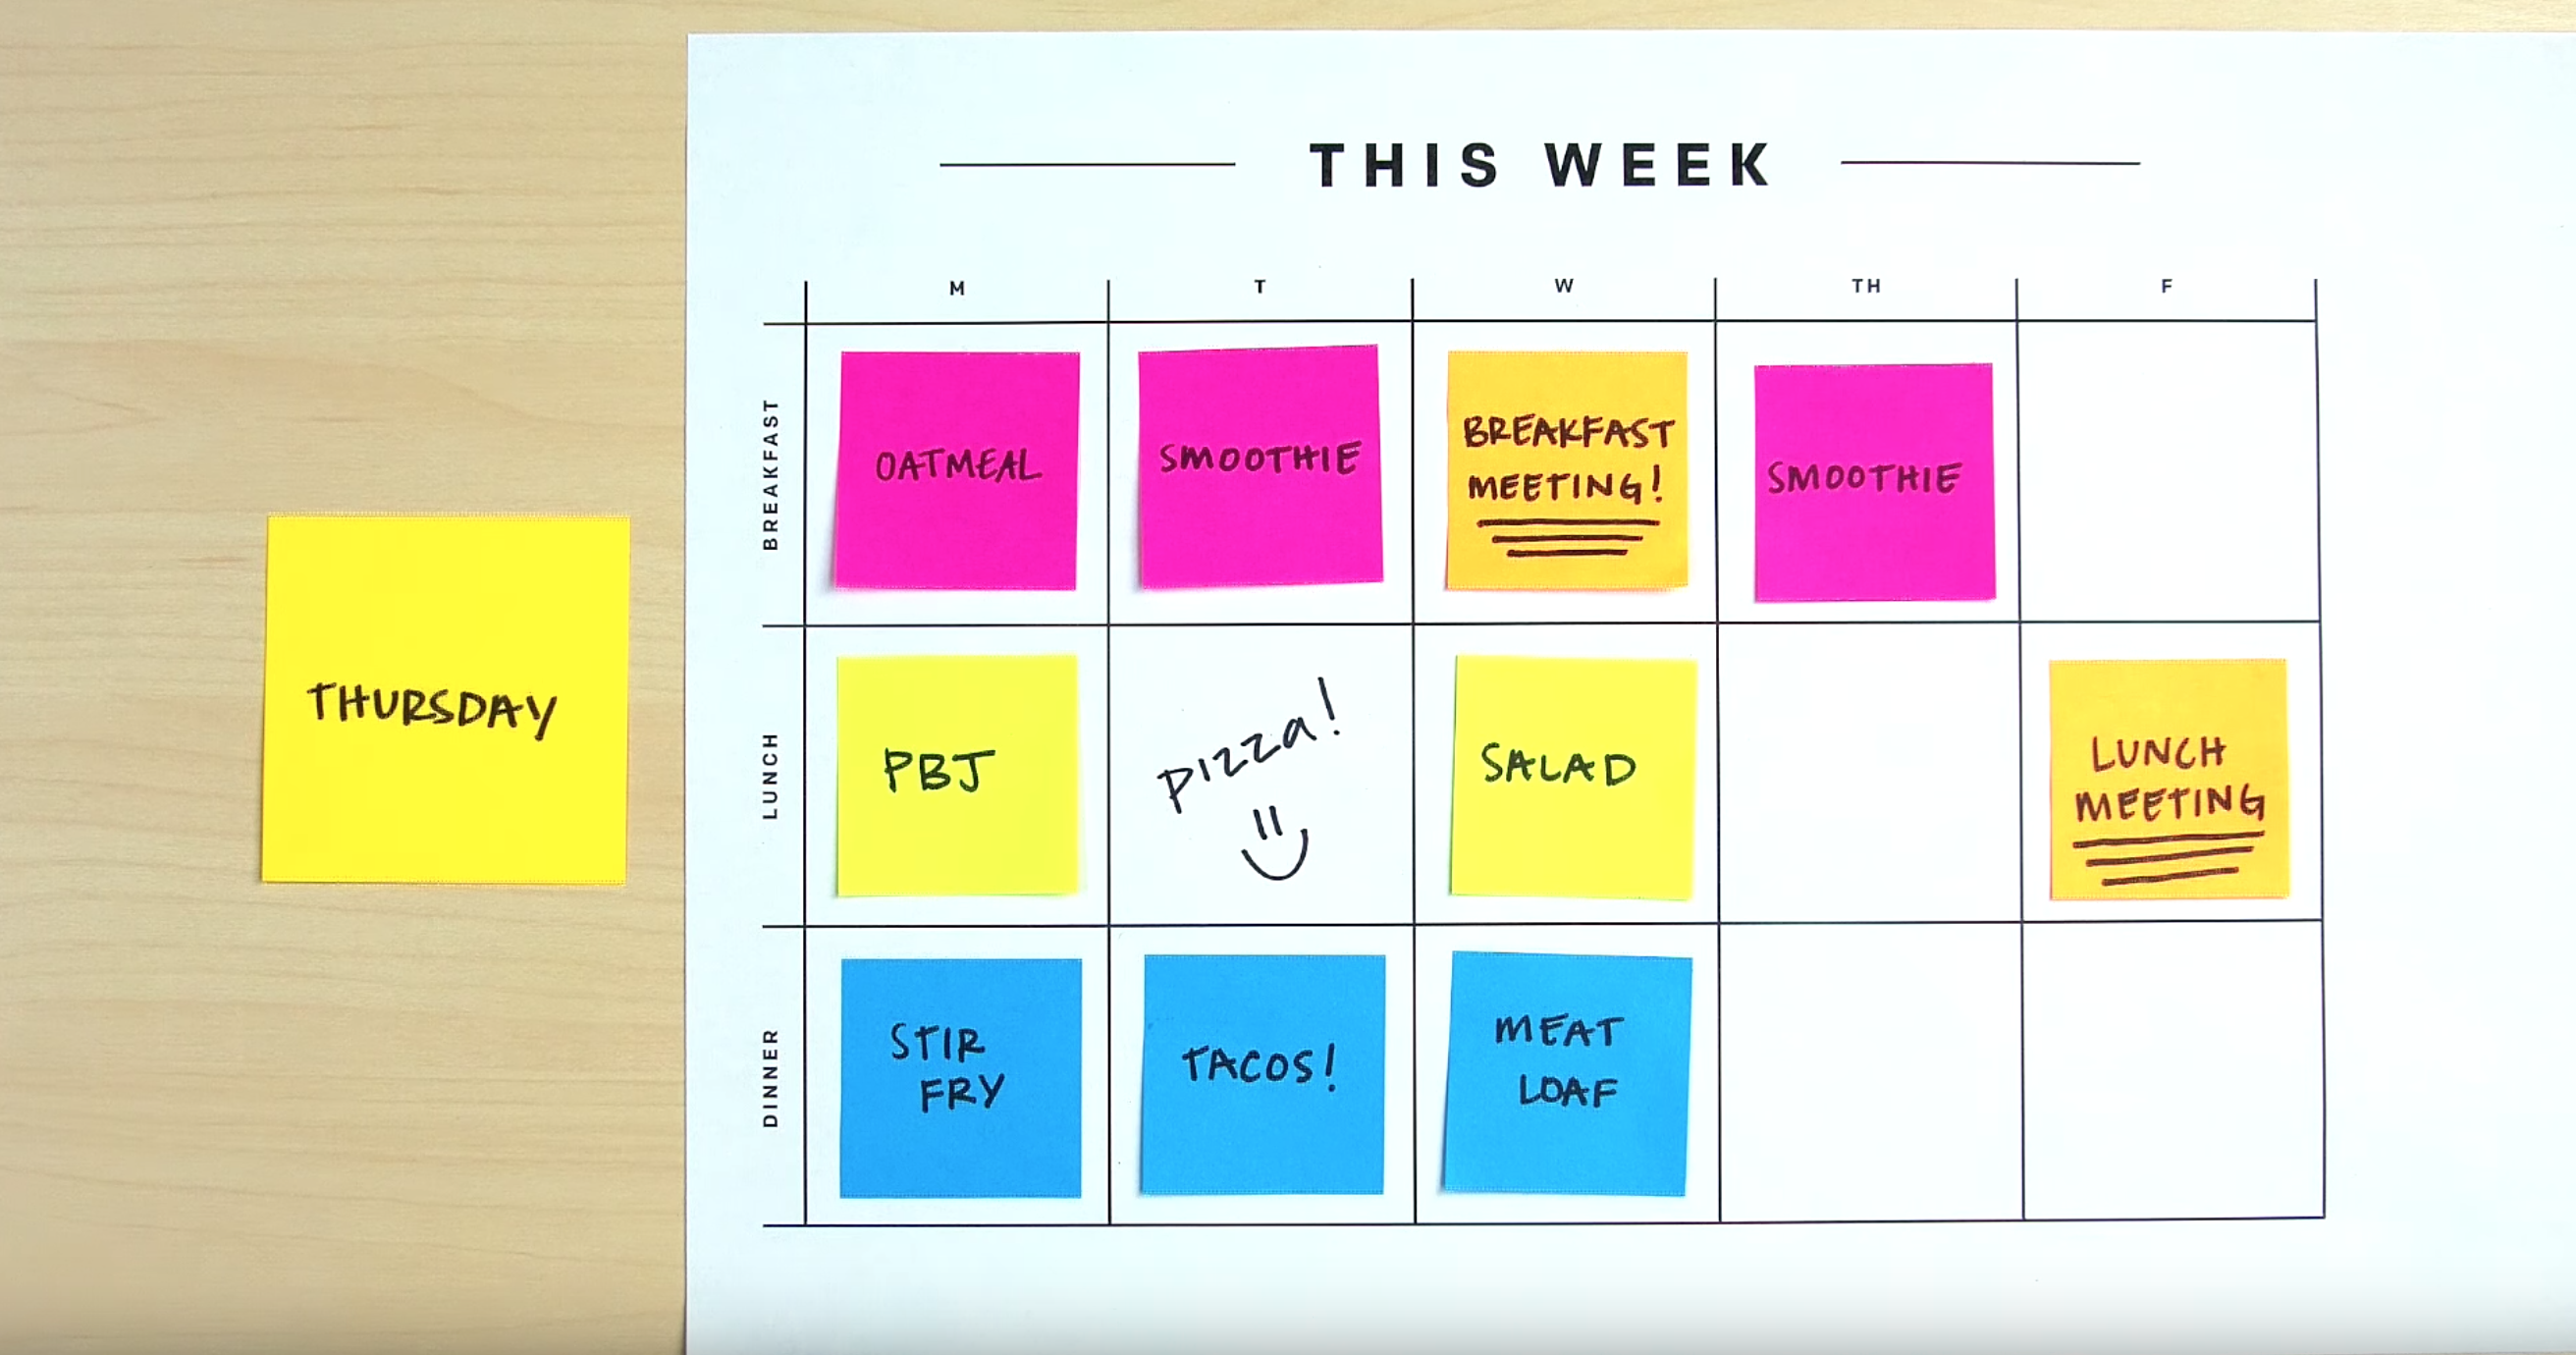 THIS WEEK
M T W TH F
BREAKFAST
OATMEAL
SMOOTHIE
BREAKFAST
MEETING!
SMOOTHIE
THURSDAY
LUNCH
PBJ
pizza!
SALAD
LUNCH
MEETING
DINNER
STIR
FRY
TACOS!
MEAT
LOAF